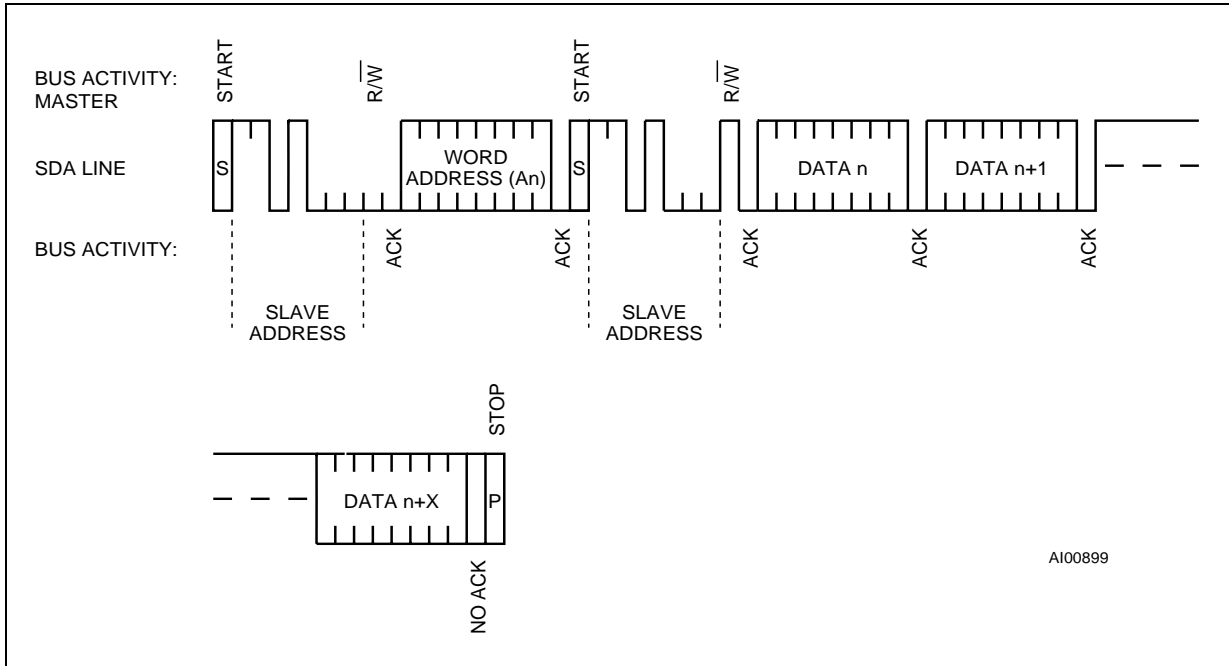 START
R/W
START
R/W
BUS ACTIVITY:
MASTER
SDA LINE
S
WORD
ADDRESS (An)
S
DATA n
DATA n+1
BUS ACTIVITY:
ACK
ACK
ACK
ACK
ACK
SLAVE
ADDRESS
SLAVE
ADDRESS
STOP
DATA n+X
P
NO ACK
AI00899